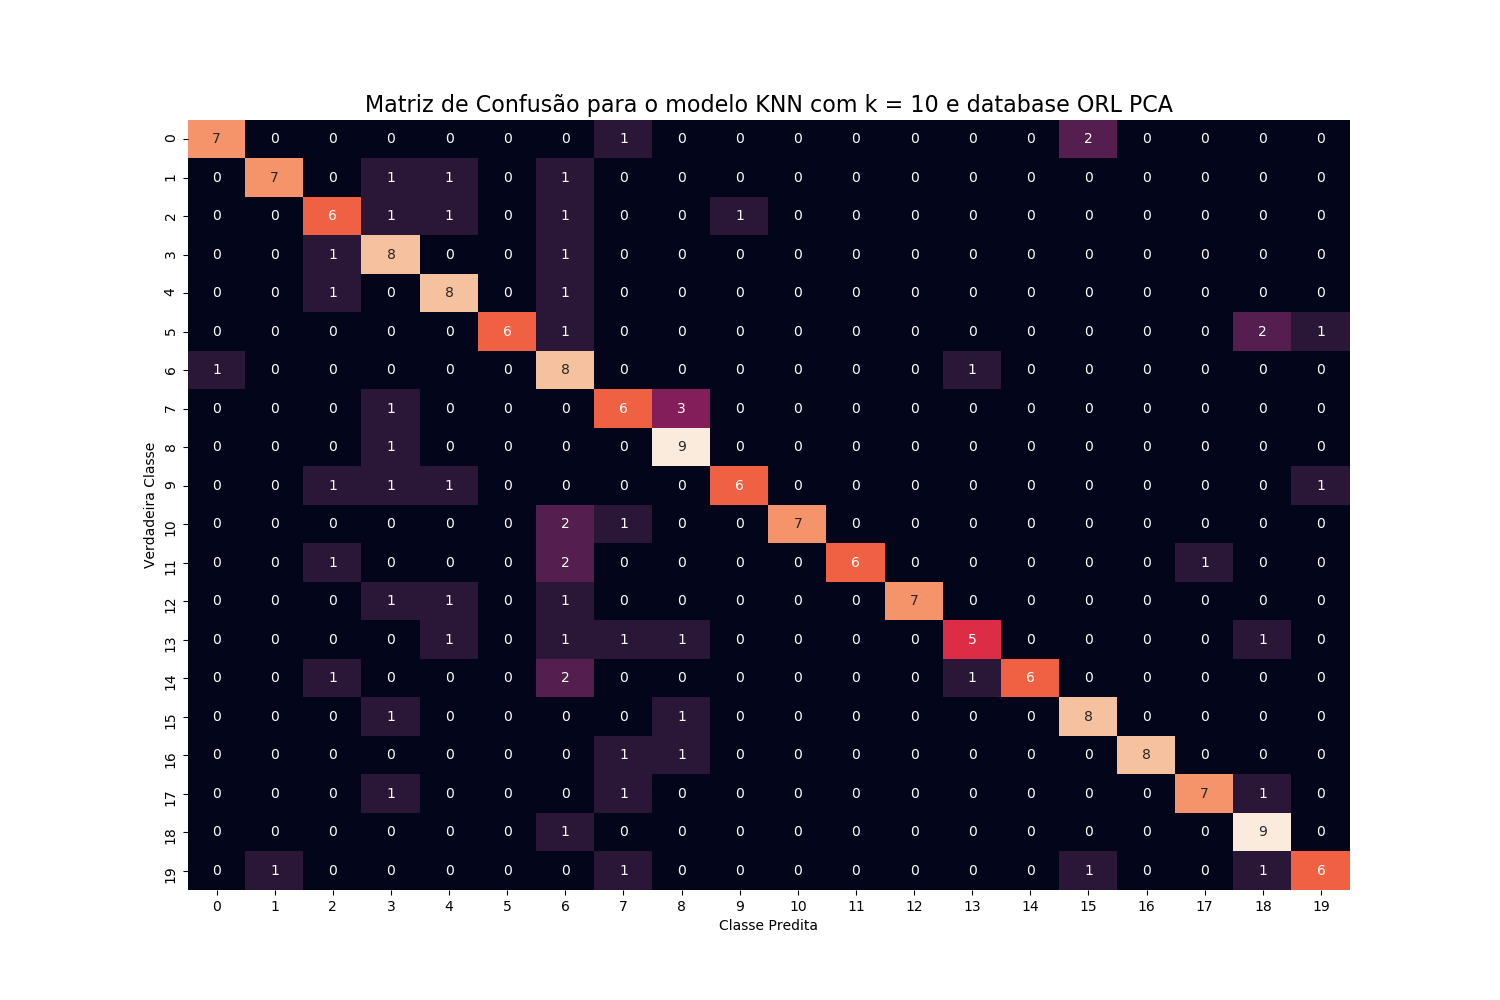 Matriz de Confusão para o modelo KNN com k = 10 e database ORL PCA
Verdadeira Classe
0 7 0 0 0 0 0 0 1 0 0 0 0 0 0 0 2 0 0 0 0
1 0 7 0 1 1 0 1 0 0 0 0 0 0 0 0 0 0 0 0 0
2 0 0 6 1 1 0 1 0 0 1 0 0 0 0 0 0 0 0 0 0
3 0 0 1 8 0 0 1 0 0 0 0 0 0 0 0 0 0 0 0 0
4 0 0 1 0 8 0 1 0 0 0 0 0 0 0 0 0 0 0 0 0
5 0 0 0 0 0 6 1 0 0 0 0 0 0 0 0 0 0 0 2 1
6 1 0 0 0 0 0 8 0 0 0 0 0 0 1 0 0 0 0 0 0
7 0 0 0 1 0 0 0 6 3 0 0 0 0 0 0 0 0 0 0 0
8 0 0 0 1 0 0 0 0 9 0 0 0 0 0 0 0 0 0 0 0
9 0 0 1 1 1 0 0 0 0 6 0 0 0 0 0 0 0 0 0 1
10 0 0 0 0 0 0 2 1 0 0 7 0 0 0 0 0 0 0 0 0
11 0 0 1 0 0 0 2 0 0 0 0 6 0 0 0 0 0 1 0 0
12 0 0 0 1 1 0 1 0 0 0 0 0 7 0 0 0 0 0 0 0
13 0 0 0 0 1 0 1 1 1 0 0 0 0 5 0 0 0 0 1 0
14 0 0 1 0 0 0 2 0 0 0 0 0 0 1 6 0 0 0 0 0
15 0 0 0 1 0 0 0 0 1 0 0 0 0 0 0 8 0 0 0 0
16 0 0 0 0 0 0 0 1 1 0 0 0 0 0 0 0 8 0 0 0
17 0 0 0 1 0 0 0 1 0 0 0 0 0 0 0 0 0 7 1 0
18 0 0 0 0 0 0 1 0 0 0 0 0 0 0 0 0 0 0 9 0
19 0 1 0 0 0 0 0 1 0 0 0 0 0 0 0 1 0 0 1 6
0 1 2 3 4 5 6 7 8 9 10 11 12 13 14 15 16 17 18 19
Classe Predita